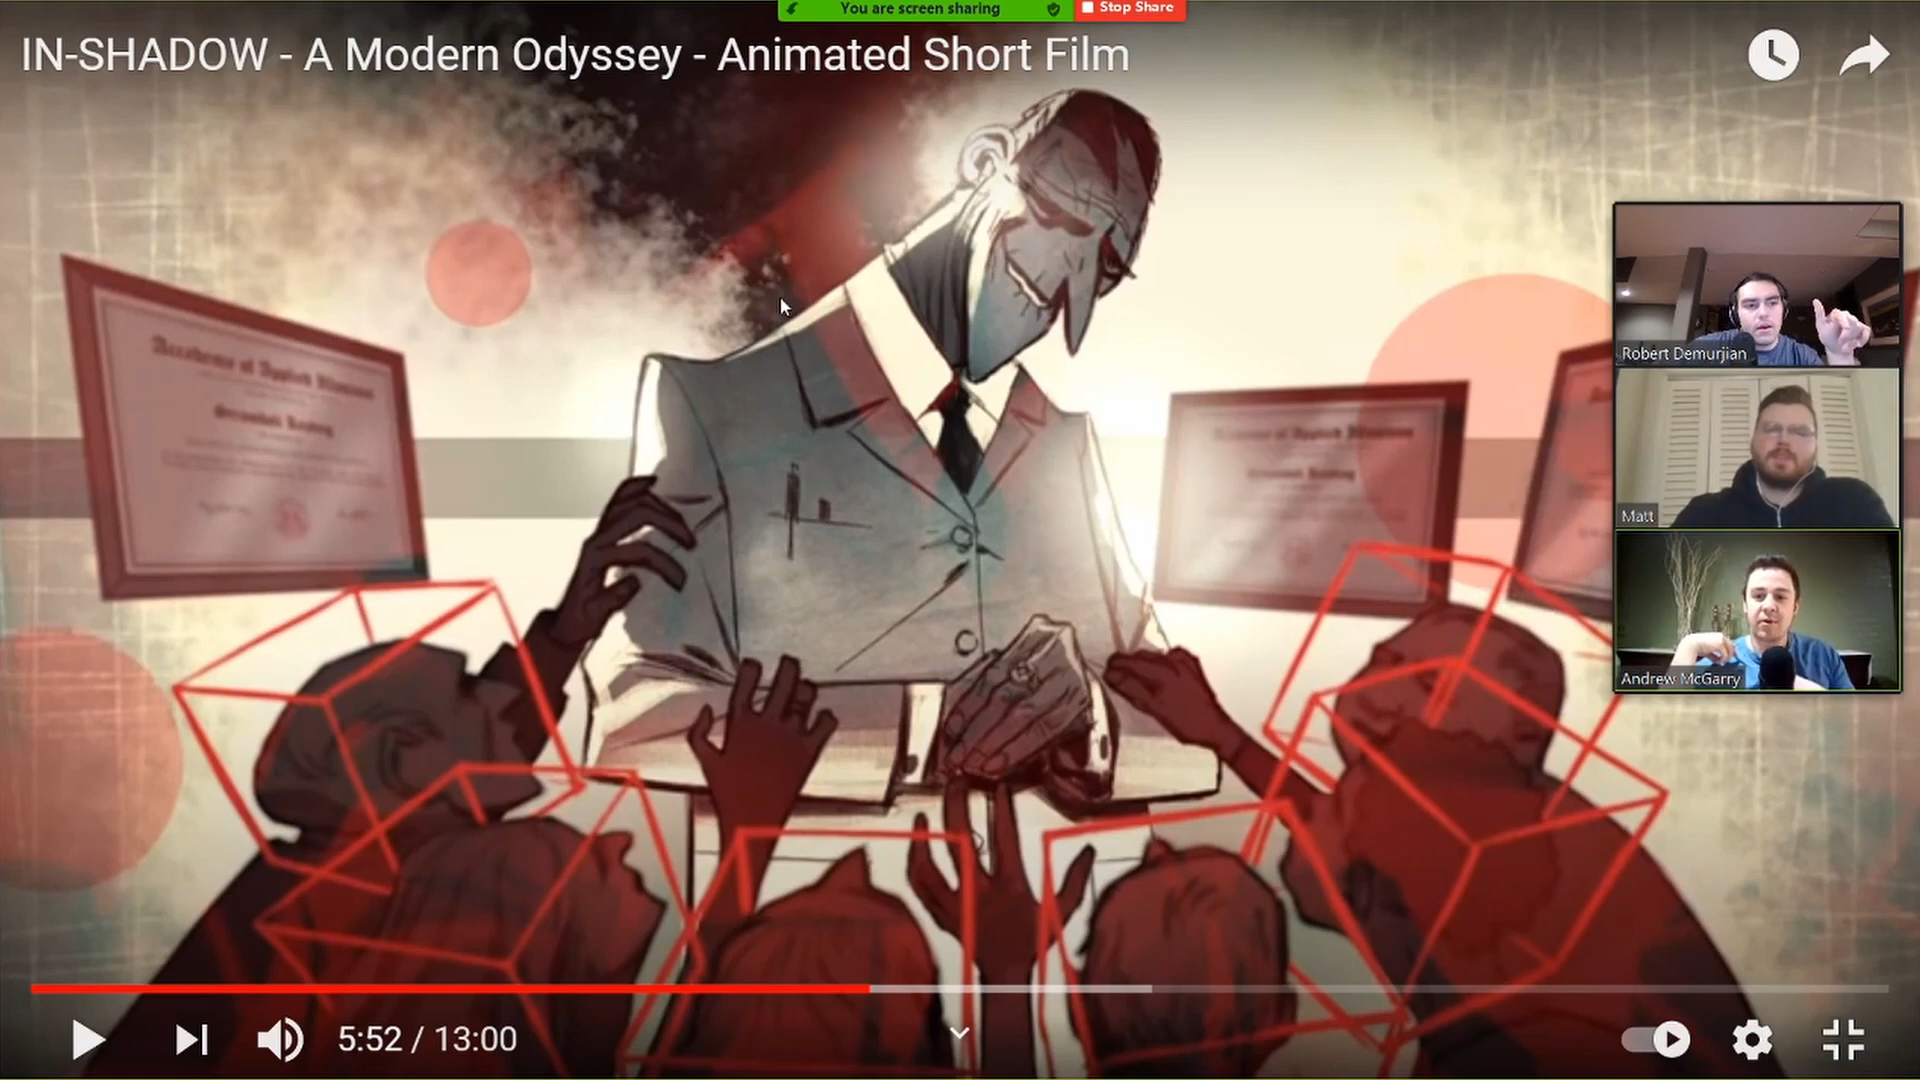 You are screen sharing
Stop Share
IN-SHADOW - A Modern Odyssey - Animated Short Film
Robert Demurjian
Matt
Andrew McGarry
5:52 / 13:00